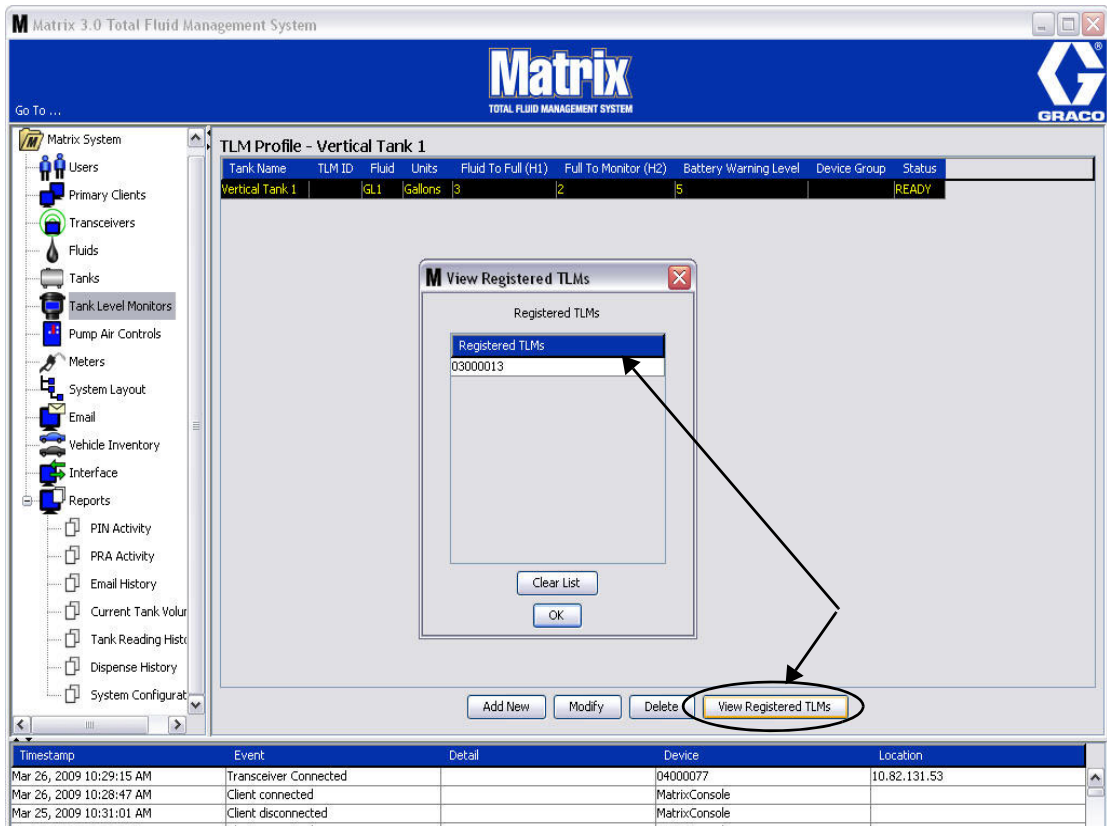 Matrix 3.0 Total Fluid Management System
Matrix
TOTAL FLUID MANAGEMENT SYSTEM
GRACO
®
Go To ...
Matrix System
Users
Primary Clients
Transceivers
Fluids
Tanks
Tank Level Monitors
Pump Air Controls
Meters
System Layout
Email
Vehicle Inventory
Interface
Reports
PIN Activity
PRA Activity
Email History
Current Tank Volur
Tank Reading Histo
Dispense History
System Configurat
TLM Profile - Vertical Tank 1
Tank Name TLM ID Fluid Units Fluid To Full (H1) Full To Monitor (H2) Battery Warning Level Device Group Status
Vertical Tank 1 GL1 Gallons 3 2 5 READY
View Registered TLMs
Registered TLMs
Registered TLMs
03000013
Clear List
OK
Add New Modify Delete View Registered TLMs
Timestamp Event Detail Device Location
Mar 26, 2009 10:29:15 AM Transceiver Connected 04000077 10.82.131.53
Mar 26, 2009 10:28:47 AM Client connected MatrixConsole
Mar 25, 2009 10:31:01 AM Client disconnected MatrixConsole